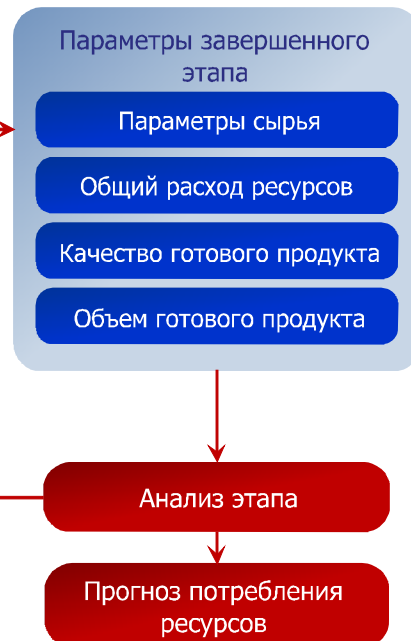 Параметры завершенного
этапа
Параметры сырья
Общий расход ресурсов
Качество готового продукта
Объем готового продукта
Анализ этапа
Прогноз потребления
ресурсов